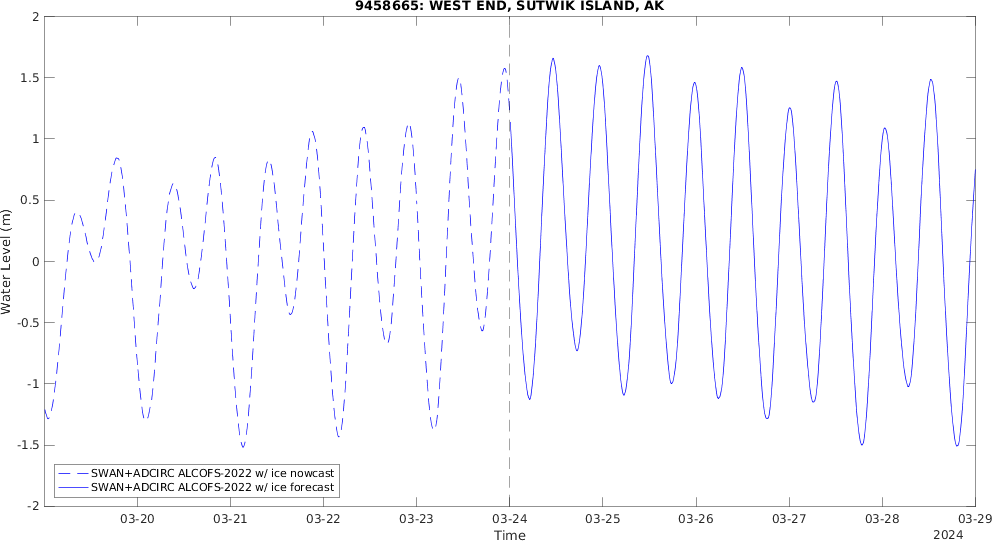 9458665: WEST END, SUTWIK ISLAND, AK
2
1.5
1
0.5
0
-0.5
-1
-1.5
-2
Water Level (m)
SWAN+ADCIRC ALCOFS-2022 w/ ice nowcast
SWAN+ADCIRC ALCOFS-2022 w/ ice forecast
03-20 03-21 03-22 03-23 03-24 03-25 03-26 03-27 03-28 03-29
Time
2024